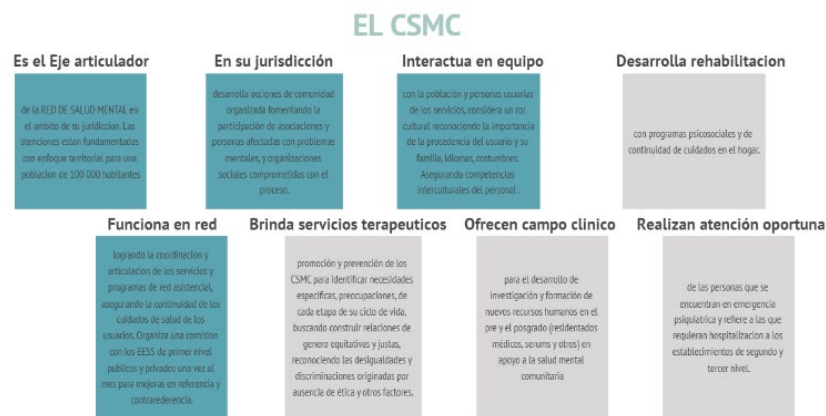 EL CSMC
Es el Eje articulador
de la RED DE SALUD MENTAL en
el ambito de su juridiccion. Las
atenciones estan fundamentadas
con enfoque territorial para una
poblacion de 100 000 habitantes
En su jurisdicción
desarrolla acciones de comunidad
organizada fomentando la
participación de asociaciones y
personas afectadas con problemas
mentales, y organizaciones
sociales comprometidas con el
proceso.
Interactua en equipo
con la población y personas usuarias
de los servicios, considera un rol
cultural reconociendo la importancia
de la procedencia del usuario y su
familia, idiomas, costumbres.
Asegurando competencias
interculturales del personal .
Desarrolla rehabilitacion
con programas psicosociales y de
continuidad de cuidados en el hogar.
Funciona en red
logrando la coordinacion y
articulacion de los servicios y
programas de red asistencial,
asegurando la continuidad de los
cuidados de salud de los
usuarios. Organiza una comision
con los EESS de primer nivel
publicos y privados una vez al
mes para mejoras en referencia y
contrarederencia.
Brinda servicios terapeuticos
promoción y prevención de los
CSMC para identificar necesidades
especificas, preocupaciones, de
cada etapa de su ciclo de vida,
buscando construir relaciones de
genero equitativas y justas,
reconociendo las desigualdades y
discriminaciones originadas por
ausencia de ética y otros factores.
Ofrecen campo clinico
para el desarrollo de
investigación y formación de
nuevos recursos humanos en el
pre y el posgrado (residentados
médicos, serums y otros) en
apoyo a la salud mental
comunitaria
Realizan atención oportuna
de las personas que se
encuentran en emergencia
psiquiatrica y refiere a las que
requieran hospitalización a los
establecimientos de segundo y
tercer nivel.